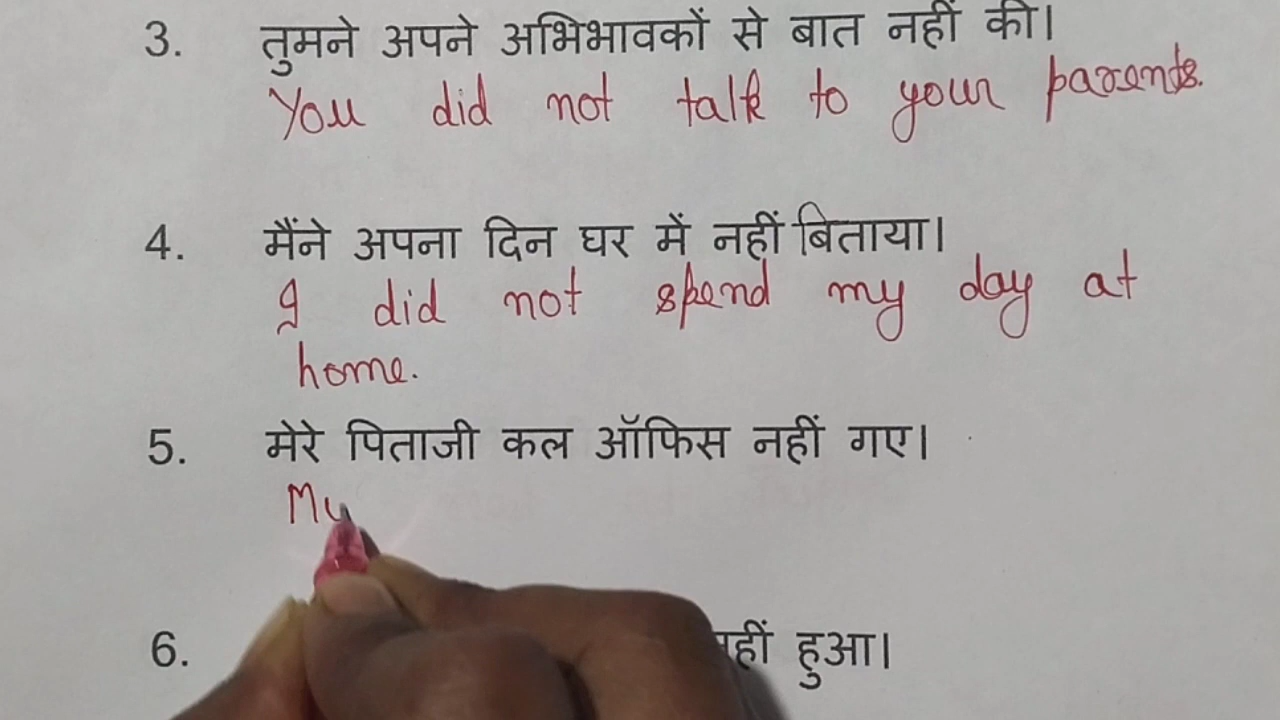 3. तुमने अपने अभिभावकों से बात नहीं की।
You did not talk to your parents.
4. मैंने अपना दिन घर में नहीं बिताया।
I did not spend my day at
home.
5. मेरे पिताजी कल ऑफिस नहीं गए।
My
6. नहीं हुआ।